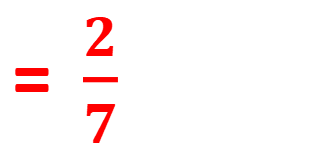 = 2/7